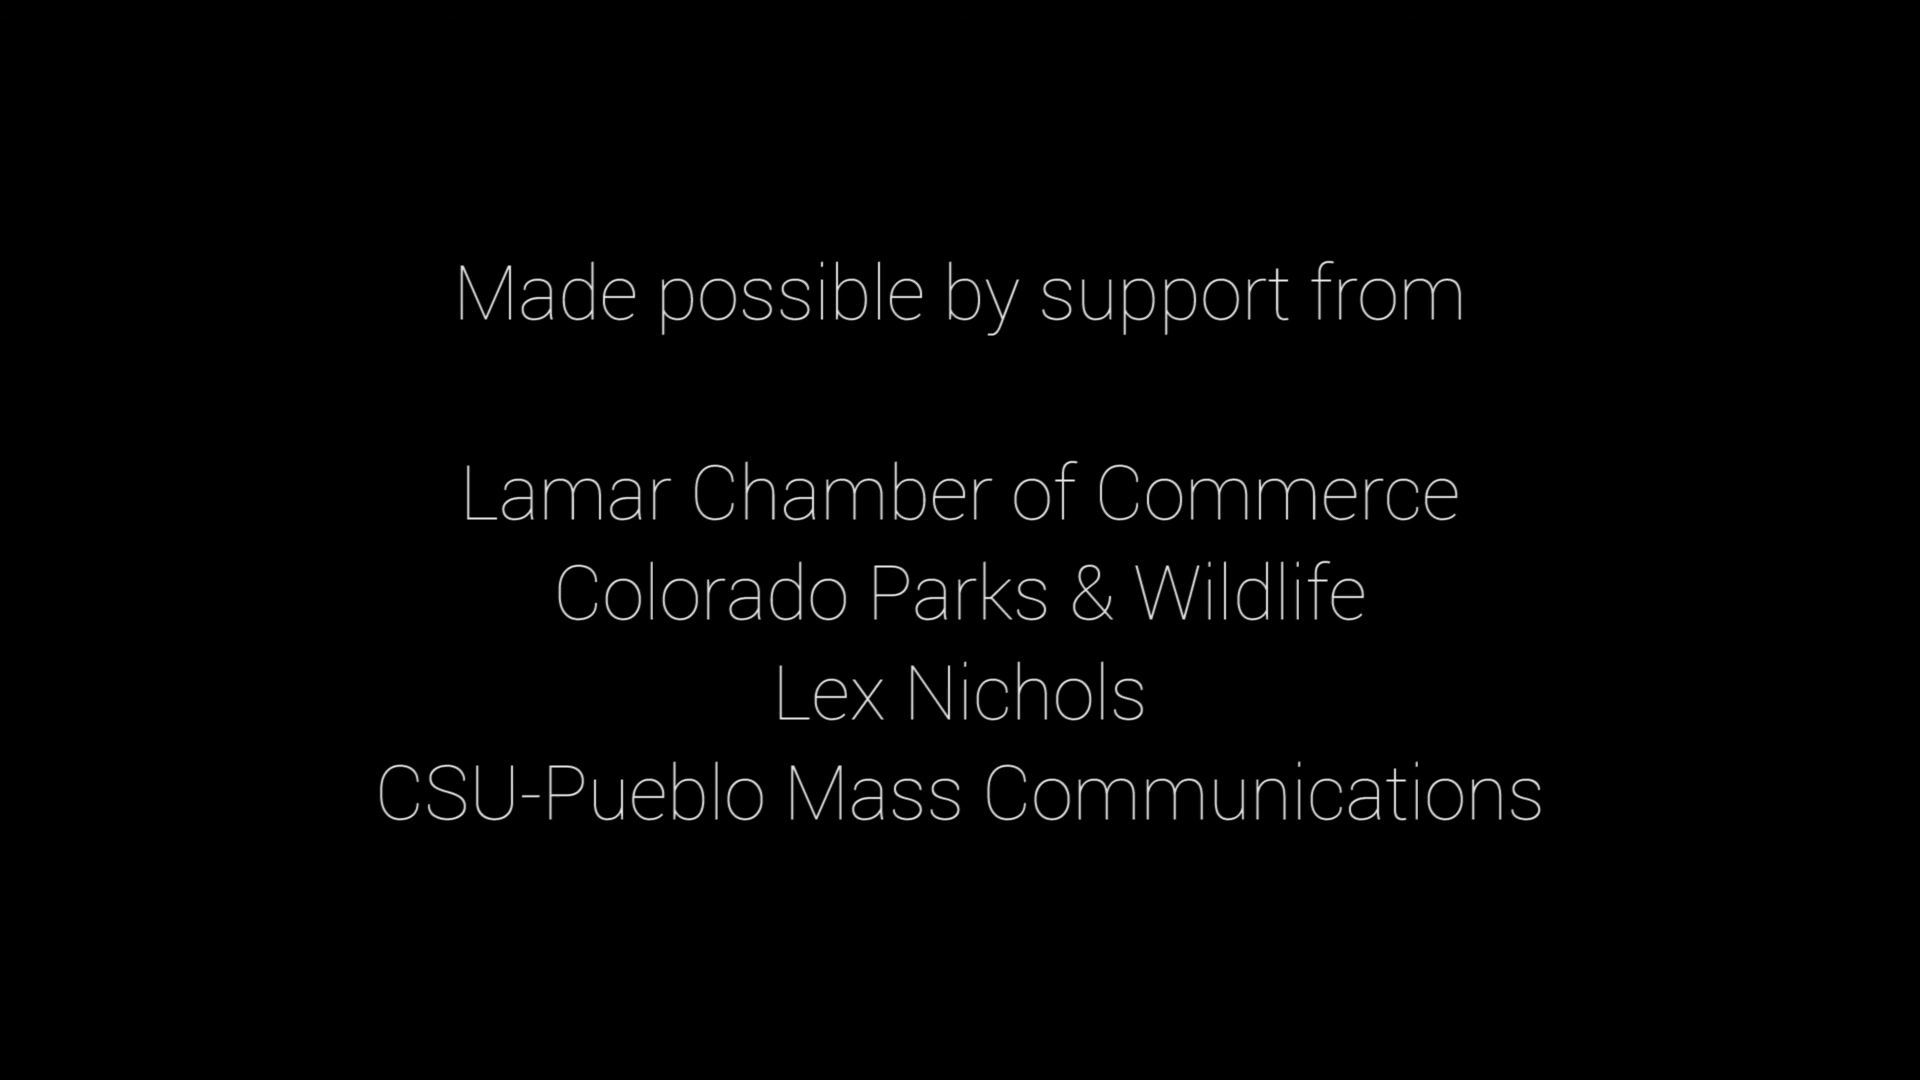 Made possible by support from
Lamar Chamber of Commerce
Colorado Parks & Wildlife
Lex Nichols
CSU-Pueblo Mass Communications